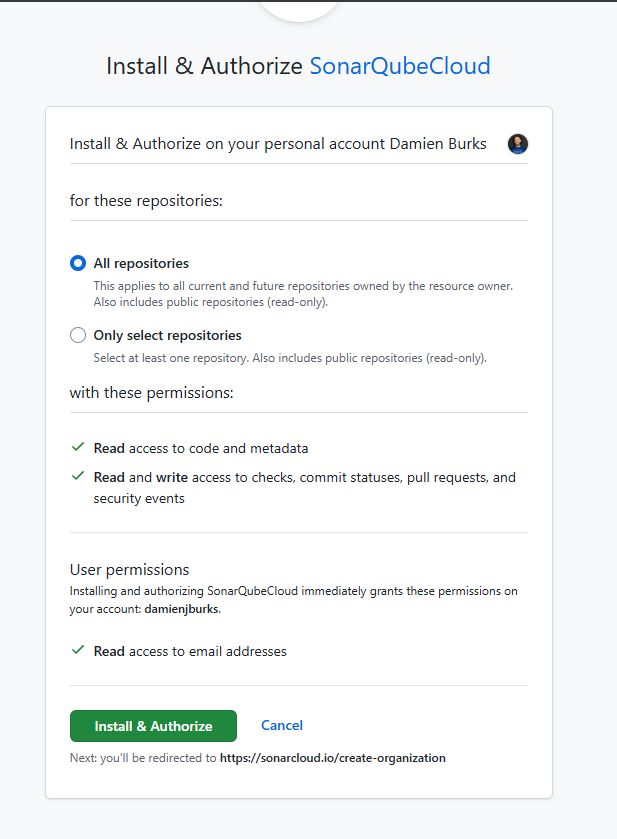 Install & Authorize SonarQubeCloud
Install & Authorize on your personal account Damien Burks
for these repositories:
All repositories
This applies to all current and future repositories owned by the resource owner.
Also includes public repositories (read-only).
Only select repositories
Select at least one repository. Also includes public repositories (read-only).
with these permissions:
Read access to code and metadata
Read and write access to checks, commit statuses, pull requests, and
security events
User permissions
Installing and authorizing SonarQubeCloud immediately grants these permissions on
your account: damienjburks.
Read access to email addresses
Install & Authorize Cancel
Next: you'll be redirected to https://sonarcloud.io/create-organization